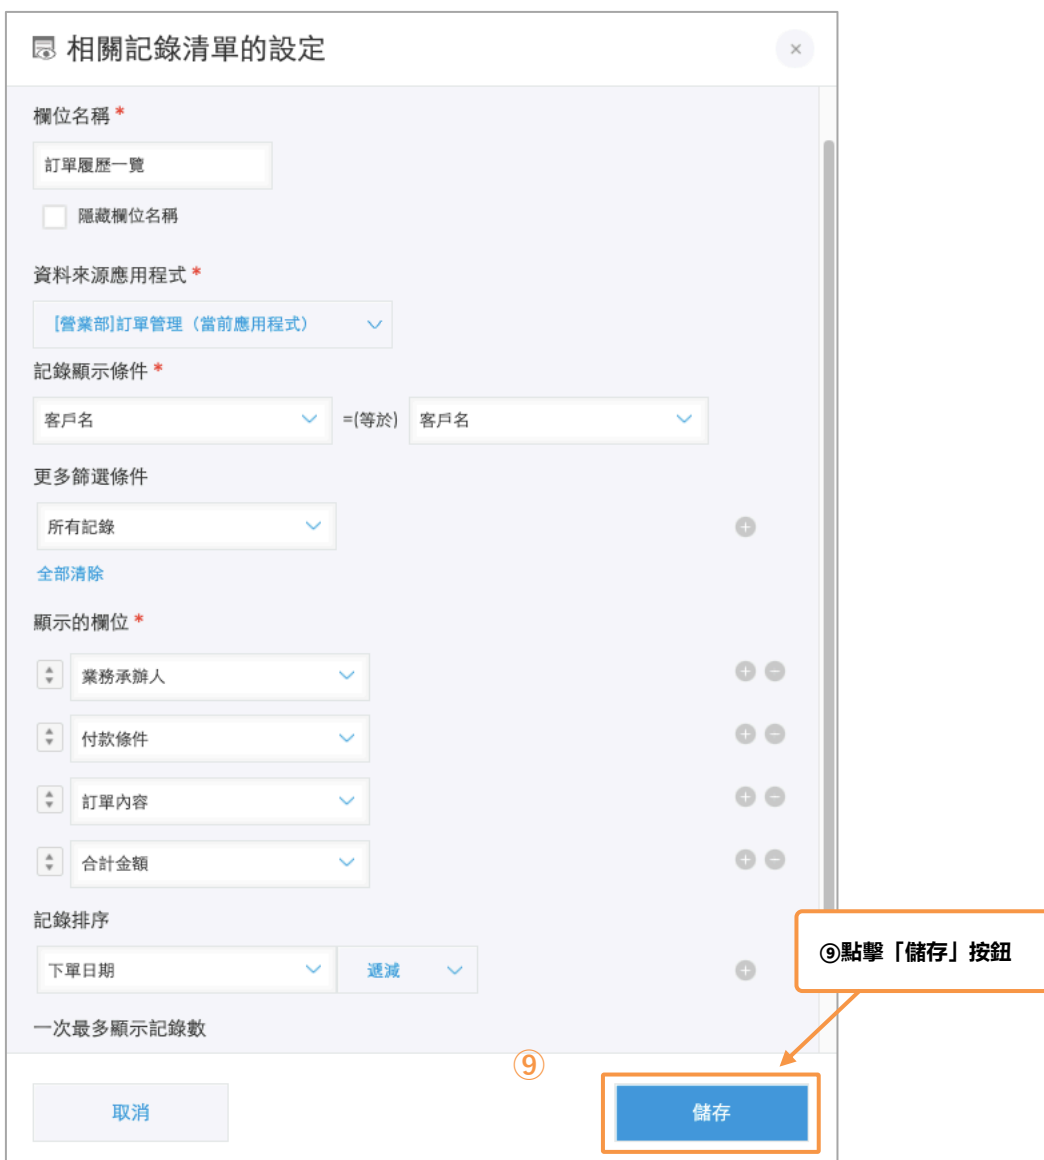 相關記錄清單的設定
欄位名稱 *
訂單履歷一覽
隱藏欄位名稱
資料來源應用程式 *
[營業部]訂單管理（當前應用程式）
記錄顯示條件 *
客戶名 =(等於) 客戶名
更多篩選條件
所有記錄
全部清除
顯示的欄位 *
業務承辦人
付款條件
訂單內容
合計金額
記錄排序
下單日期 遞減
⑨點擊「儲存」按鈕
一次最多顯示記錄數
⑨
取消 儲存